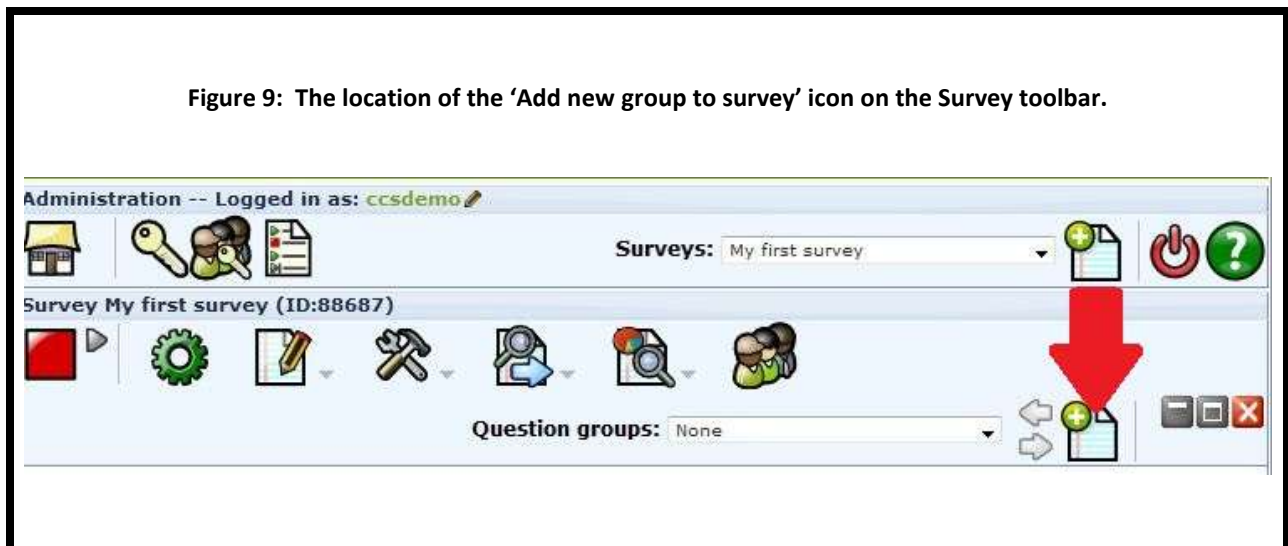 Figure 9:  The location of the ‘Add new group to survey’ icon on the Survey toolbar.
Administration -- Logged in as: ccsdemo
Surveys: My first survey
?
Survey My first survey (ID:88687)
Question groups: None